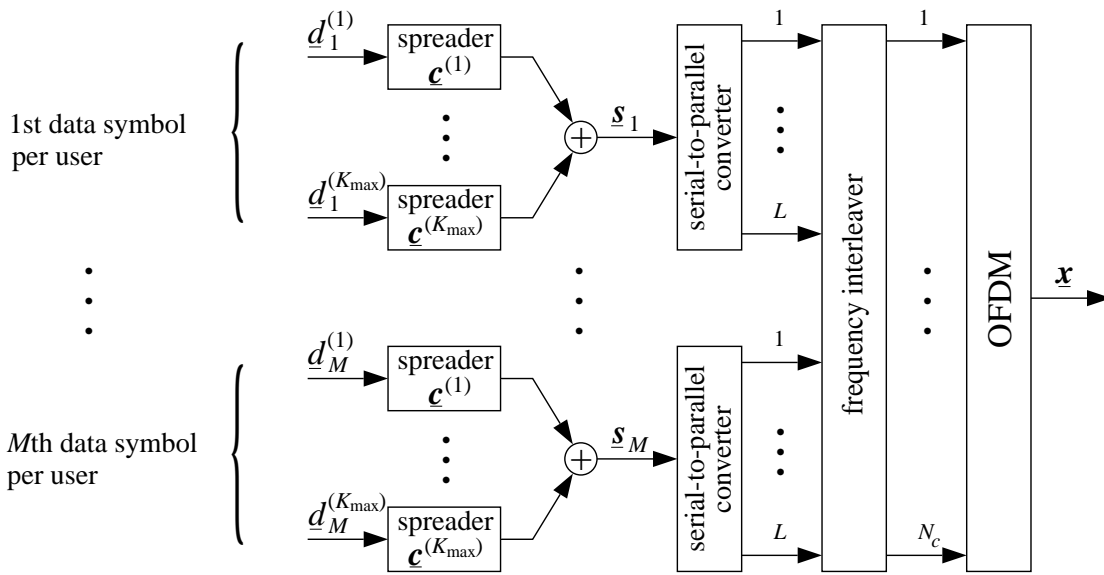 1st data symbol
per user
d_1^(1)
spreader
c^(1)
d_1^(K_max)
spreader
c^(K_max)
+
s_1
serial-to-parallel
converter
1
L
Mth data symbol
per user
d_M^(1)
spreader
c^(1)
d_M^(K_max)
spreader
c^(K_max)
+
s_M
serial-to-parallel
converter
1
L
frequency interleaver
1
N_c
OFDM
x